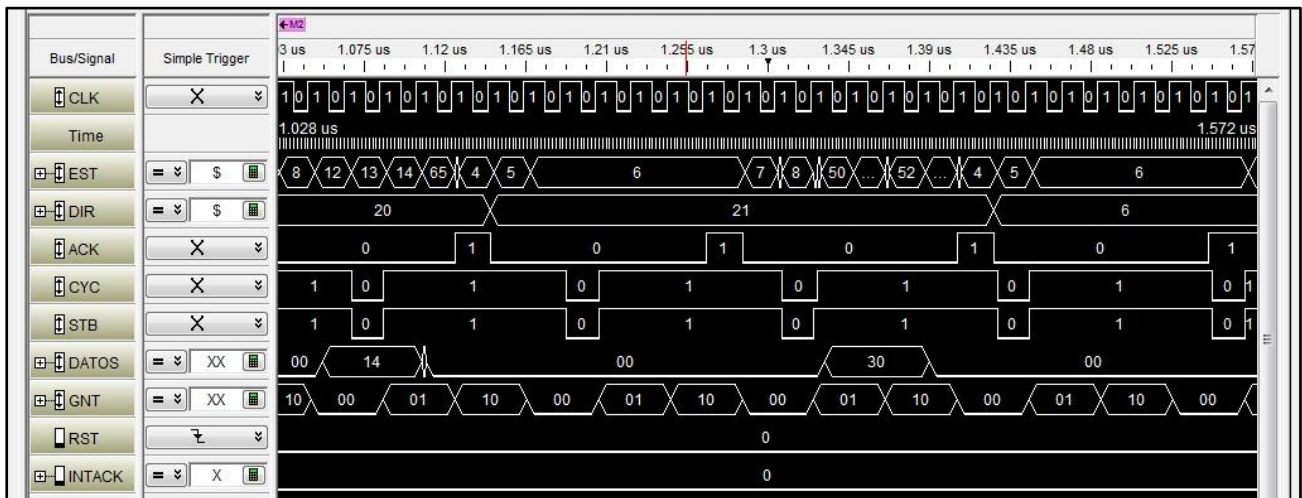 ←M2
Bus/Signal Simple Trigger 3 us 1.075 us 1.12 us 1.165 us 1.21 us 1.255 us 1.3 us 1.345 us 1.39 us 1.435 us 1.48 us 1.525 us 1.57
CLK X 1 0 1 0 1 0 1 0 1 0 1 0 1 0 1 0 1 0 1 0 1 0 1 0 1 0 1 0 1 0 1 0 1 0 1 0 1 0 1 0 1 0 1 0 1 0 1 0 1 0 1 0 1 0 1
Time 1.028 us 1.572 us
EST = $ 8 12 13 14 65 4 5 6 7 8 50 ... 52 ... 4 5 6
DIR = $ 20 21 6
ACK X 0 1 0 1 0 1 0 1
CYC X 1 0 1 0 1 0 1 0 1 0 1
STB X 1 0 1 0 1 0 1 0 1 0 1
DATOS = XX 00 14 00 30 00
GNT = XX 10 00 01 10 00 01 10 00 01 10 00 01 10 00
RST 0
INTACK = X 0